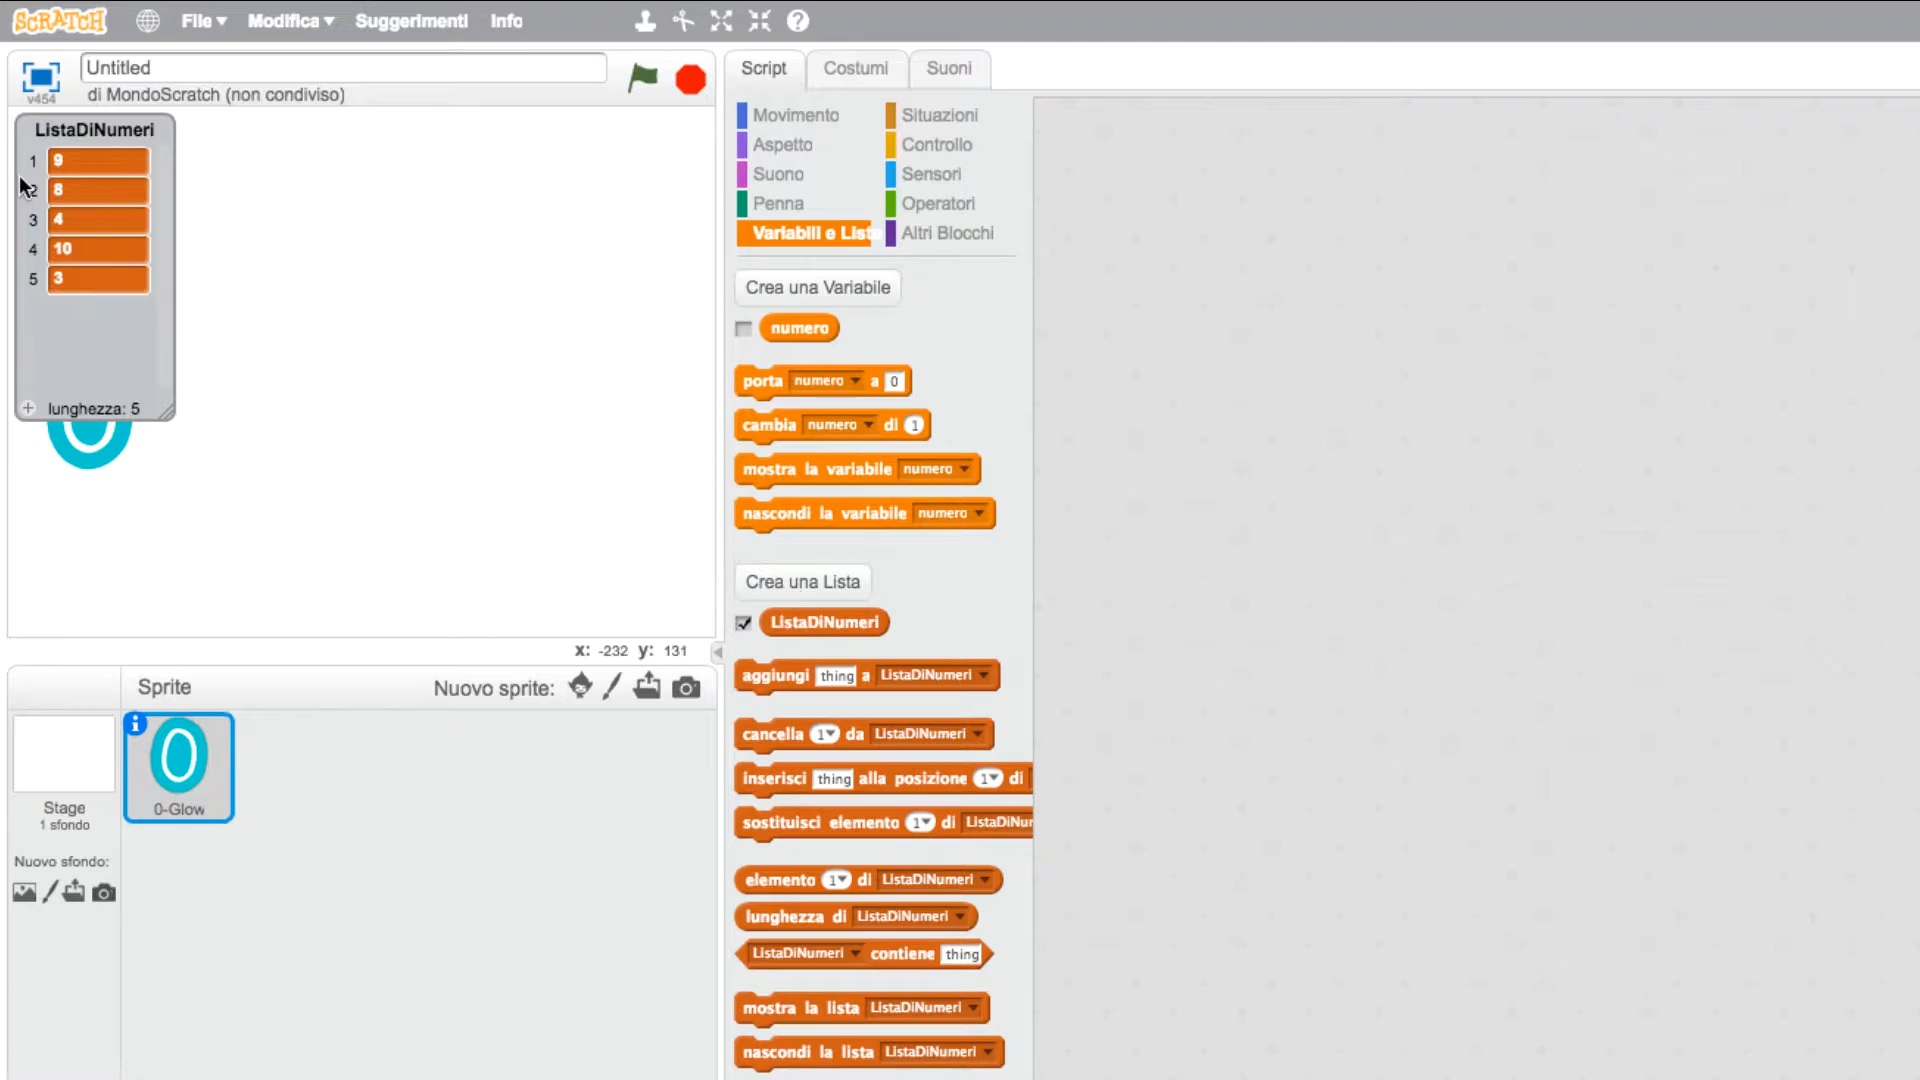 SCRATCH File Modifica Suggerimenti Info
v454
Untitled
di MondoScratch (non condiviso)
ListaDiNumeri
1 9
2 8
3 4
4 10
5 3
+ lunghezza: 5
x: -232 y: 131
Sprite Nuovo sprite:
Stage
1 sfondo
Nuovo sfondo:
0-Glow
Script Costumi Suoni
Movimento Situazioni
Aspetto Controllo
Suono Sensori
Penna Operatori
Variabili e Liste Altri Blocchi
Crea una Variabile
numero
porta numero a 0
cambia numero di 1
mostra la variabile numero
nascondi la variabile numero
Crea una Lista
ListaDiNumeri
aggiungi thing a ListaDiNumeri
cancella 1 da ListaDiNumeri
inserisci thing alla posizione 1 di
sostituisci elemento 1 di ListaDiNur
elemento 1 di ListaDiNumeri
lunghezza di ListaDiNumeri
ListaDiNumeri contiene thing
mostra la lista ListaDiNumeri
nascondi la lista ListaDiNumeri